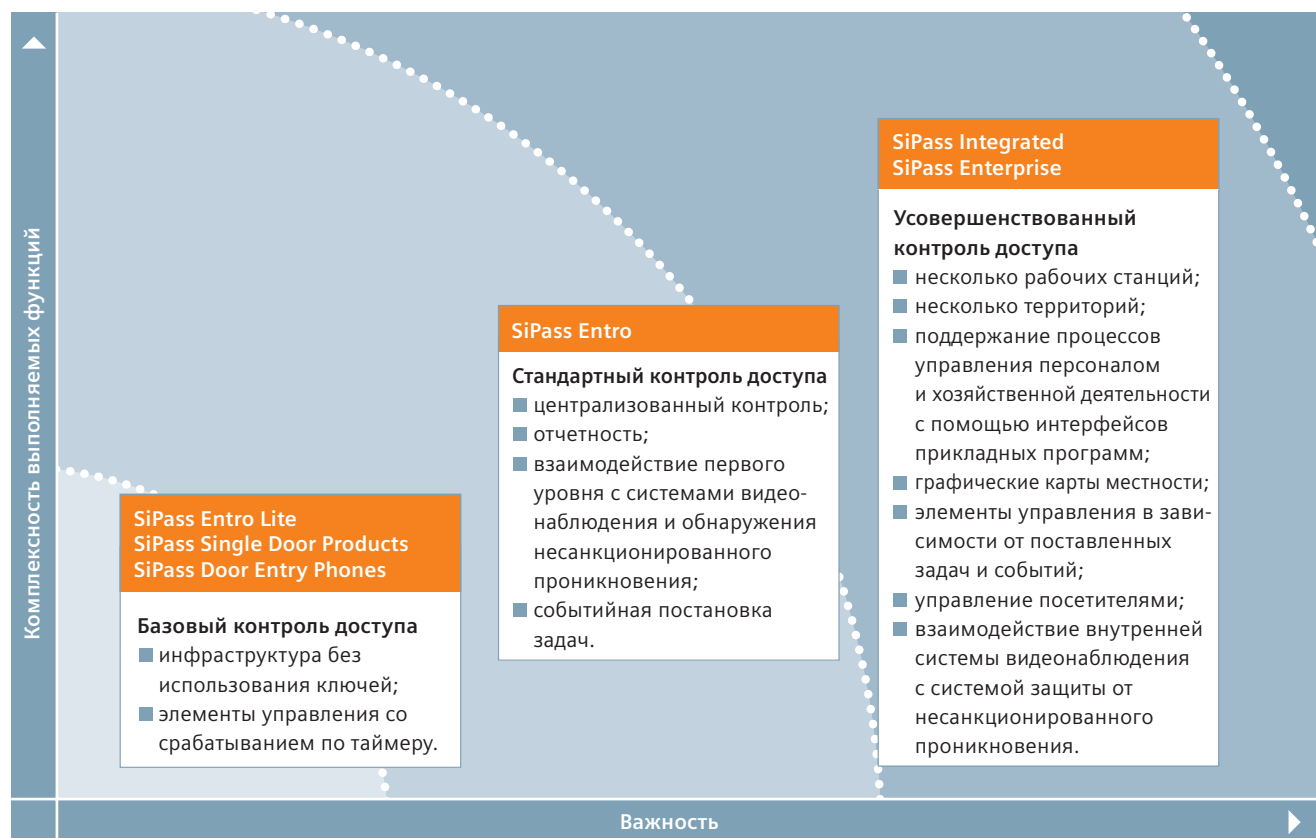 Комплексность выполняемых функций
SiPass Entro Lite
SiPass Single Door Products
SiPass Door Entry Phones
Базовый контроль доступа
инфраструктура без
использования ключей;
элементы управления со
срабатыванием по таймеру.
SiPass Entro
Стандартный контроль доступа
централизованный контроль;
отчетность;
взаимодействие первого
уровня с системами видео-
наблюдения и обнаружения
несанкционированного
проникновения;
событийная постановка
задач.
SiPass Integrated
SiPass Enterprise
Усовершенствованный
контроль доступа
несколько рабочих станций;
несколько территорий;
поддержание процессов
управления персоналом
и хозяйственной деятельности
с помощью интерфейсов
прикладных программ;
графические карты местности;
элементы управления в зави-
симости от поставленных
задач и событий;
управление посетителями;
взаимодействие внутренней
системы видеонаблюдения
с системой защиты от
несанкционированного
проникновения.
Важность